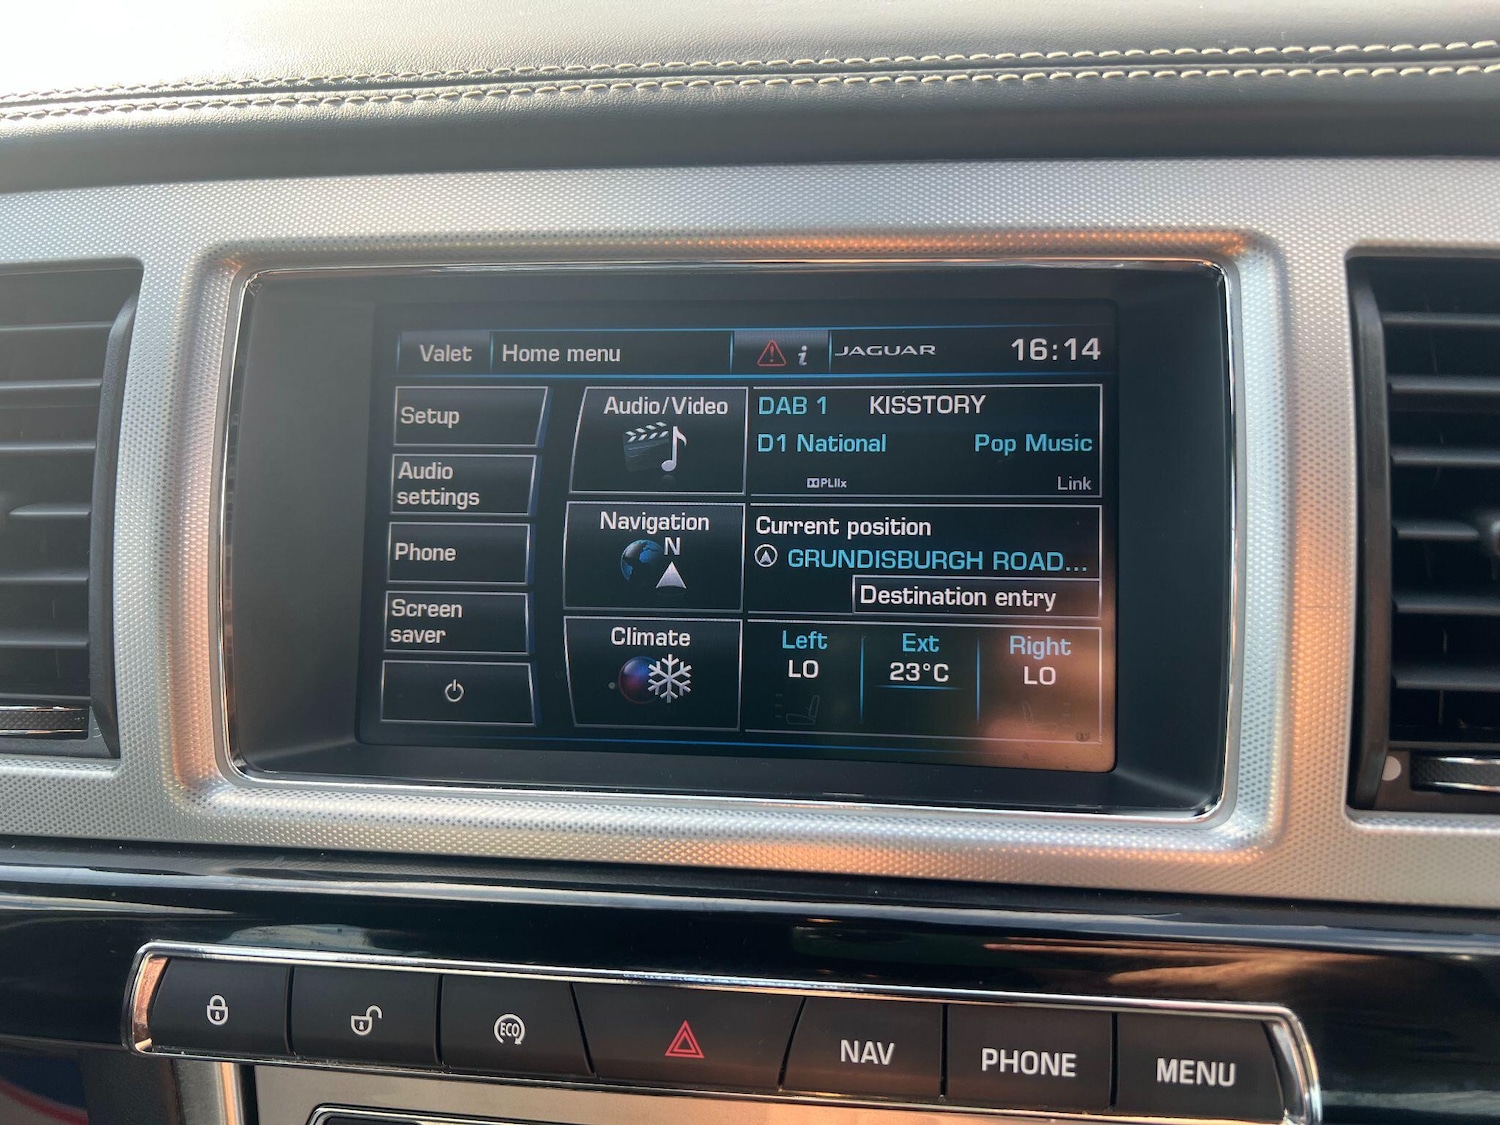 Valet Home menu i JAGUAR 16:14
Setup
Audio
settings
Phone
Screen
saver
Audio/Video
Navigation
N
Climate
DAB 1 KISSTORY
D1 National Pop Music
PLIIx
Link
Current position
GRUNDISBURGH ROAD...
Destination entry
Left Ext Right
LO 23°C LO
ECO
NAV
PHONE
MENU